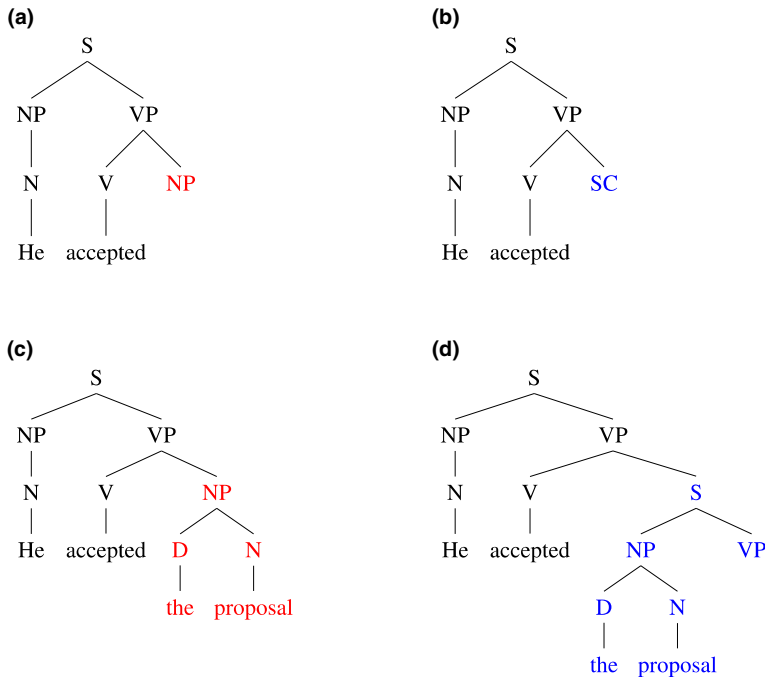 (a)
S
NP VP
N V NP
He accepted
(b)
S
NP VP
N V SC
He accepted
(c)
S
NP VP
N V NP
He accepted D N
the proposal
(d)
S
NP VP
N V S
He accepted NP VP
D N
the proposal